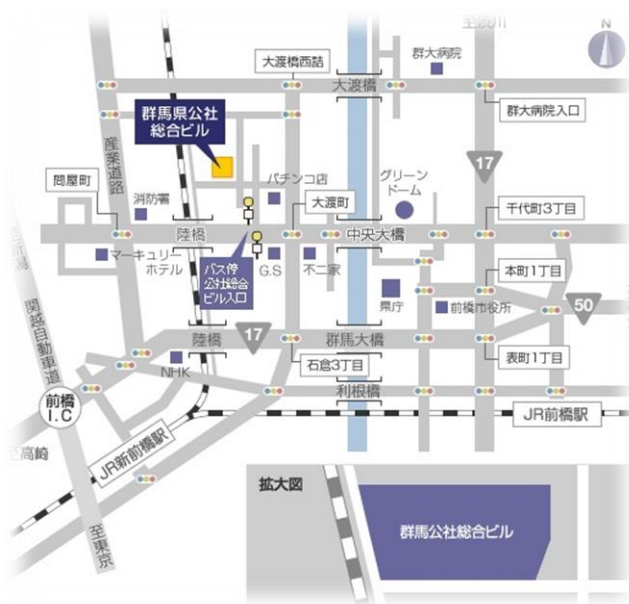 至渋川
N
大渡橋西詰
群大病院
大渡橋
群馬県公社
総合ビル
群大病院入口
産業道路
17
問屋町
消防署
パチンコ店
グリーン
ドーム
大渡町
千代町3丁目
陸橋
中央大橋
マーキュリー
ホテル
バス停
公社総合
ビル入口
G.S
不二家
県庁
本町1丁目
前橋市役所
50
関越自動車道
陸橋
17
群馬大橋
NHK
石倉3丁目
表町1丁目
利根橋
前橋
I.C
JR前橋駅
至高崎
JR新前橋駅
至東京
拡大図
群馬公社総合ビル